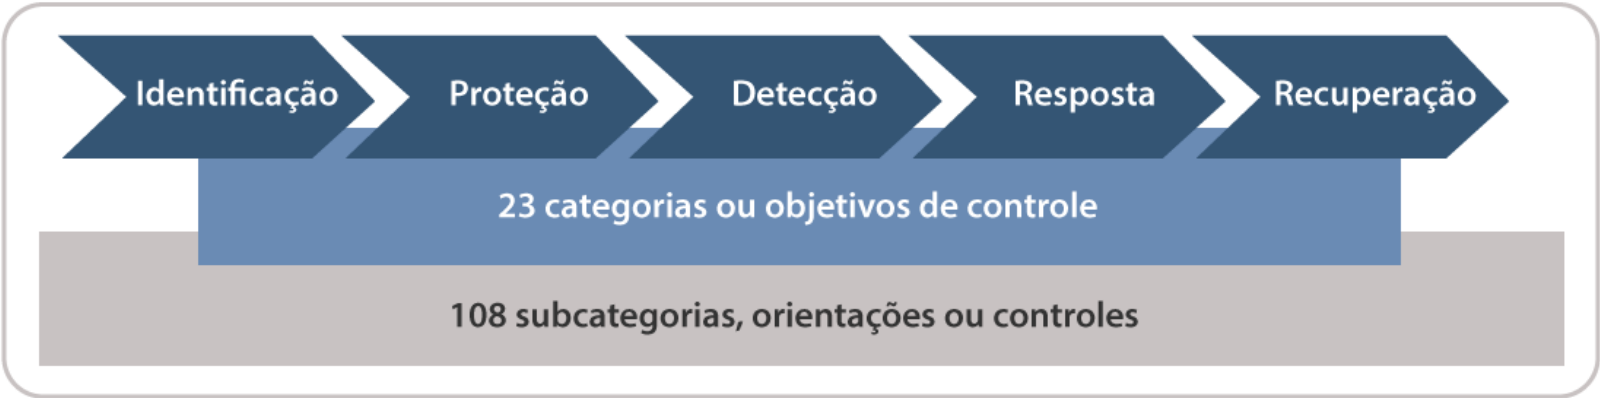 Identificação
Proteção
Detecção
Resposta
Recuperação
23 categorias ou objetivos de controle
108 subcategorias, orientações ou controles